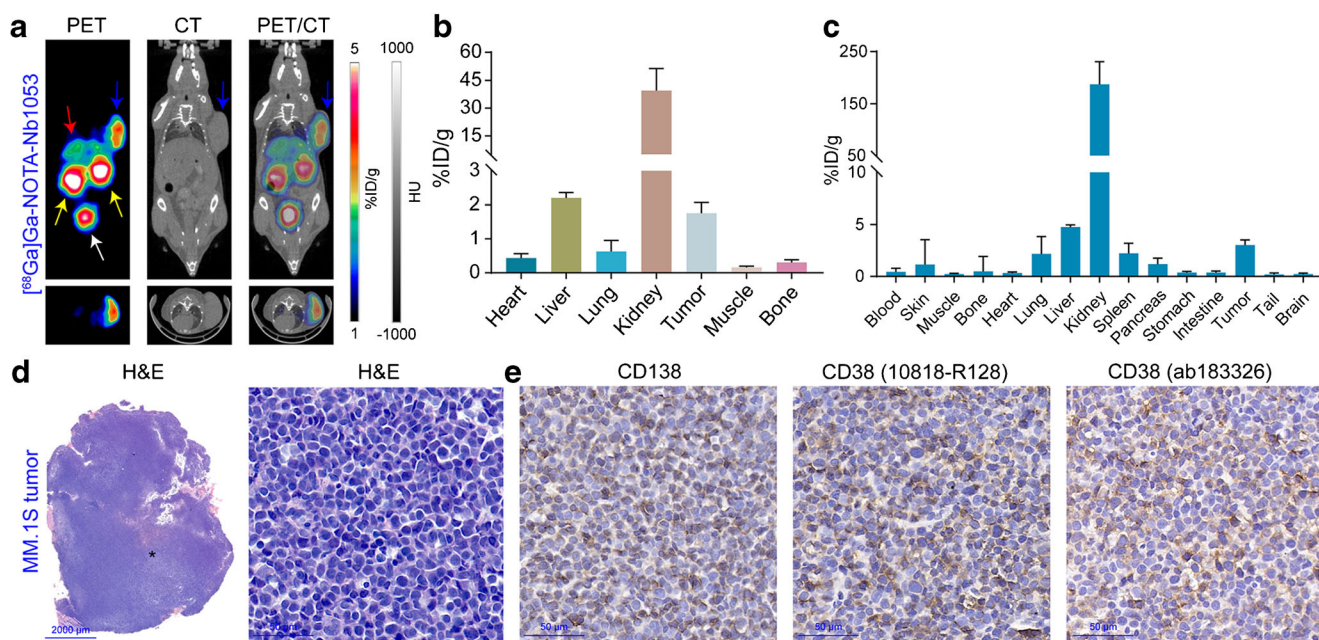 a
PET
CT
PET/CT
[⁶⁸Ga]Ga-NOTA-Nb1053
5
%ID/g
1
1000
HU
-1000
b
%ID/g
60
45
30
15
3
2
1
0
Heart
Liver
Lung
Kidney
Tumor
Muscle
Bone
c
%ID/g
250
150
50
10
5
0
Blood
Skin
Muscle
Bone
Heart
Lung
Liver
Kidney
Spleen
Pancreas
Stomach
Intestine
Tumor
Tail
Brain
d
H&E
H&E
MM.1S tumor
*
2000 µm
50 µm
e
CD138
CD38 (10818-R128)
CD38 (ab183326)
50 µm
50 µm
50 µm